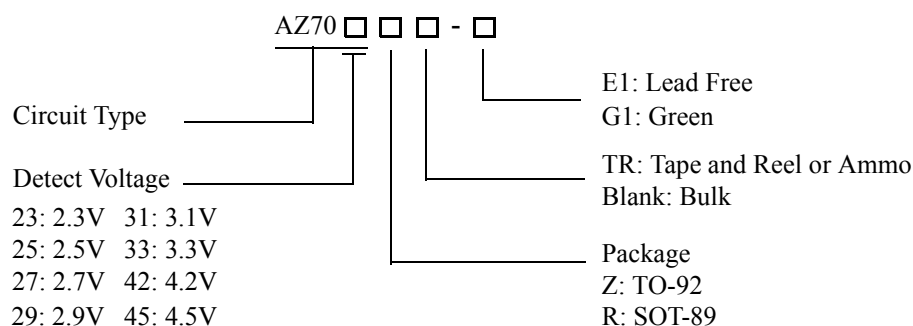 AZ70 □ □ □ - □
Circuit Type
Detect Voltage
23: 2.3V 31: 3.1V
25: 2.5V 33: 3.3V
27: 2.7V 42: 4.2V
29: 2.9V 45: 4.5V
E1: Lead Free
G1: Green
TR: Tape and Reel or Ammo
Blank: Bulk
Package
Z: TO-92
R: SOT-89